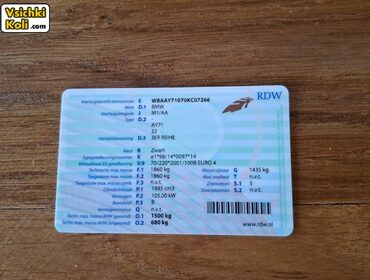 Vsichki
Koli .com
RDW
Voertuigidentificatienummer E WBAAY71070KC07266
Merk D.1 BMW
Voertuigcategorie J M1/AA
Type D.2
AY71
32
Handelsbenaming D.3 3ER REIHE
Kleur R Zwart
Typegoedkeuringsnummer K e1*98/14*0097*14
Milieuklasse EG-goedkeuring V.9 70/220*2001/100B EURO 4
Technische max. massa F.1 1860 kg
Toegestane max. massa F.2 1860 kg
F.3 n.v.t.
Cilinderinhoud P.1 1995 cm3
Vermogen P.2 105,00 kW
Brandstof P.3 B
Vermogen/massa Q n.v.t.
Techn. max. massa AHW (geremd) O.1 1500 kg
Techn. max. massa AHW (ongeremd) O.2 680 kg
Massa rijklaar G 1435 kg
Max. snelheid T n.v.t.
Zitplaatsen S.1 5
Staanplaatsen S.2 n.v.t.
www.rdw.nl